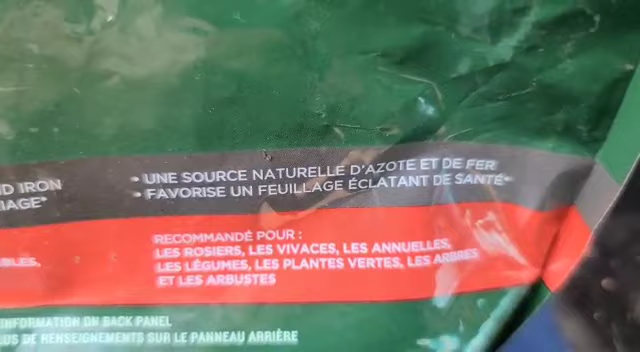 ND IRON
IAGE*
• UNE SOURCE NATURELLE D'AZOTE ET DE FER
• FAVORISE UN FEUILLAGE ÉCLATANT DE SANTÉ*
BLES,
RECOMMANDÉ POUR :
LES ROSIERS, LES VIVACES, LES ANNUELLES,
LES LÉGUMES, LES PLANTES VERTES, LES ARBRES
ET LES ARBUSTES
INFORMATION ON BACK PANEL
LUS DE RENSEIGNEMENTS SUR LE PANNEAU ARRIÈRE